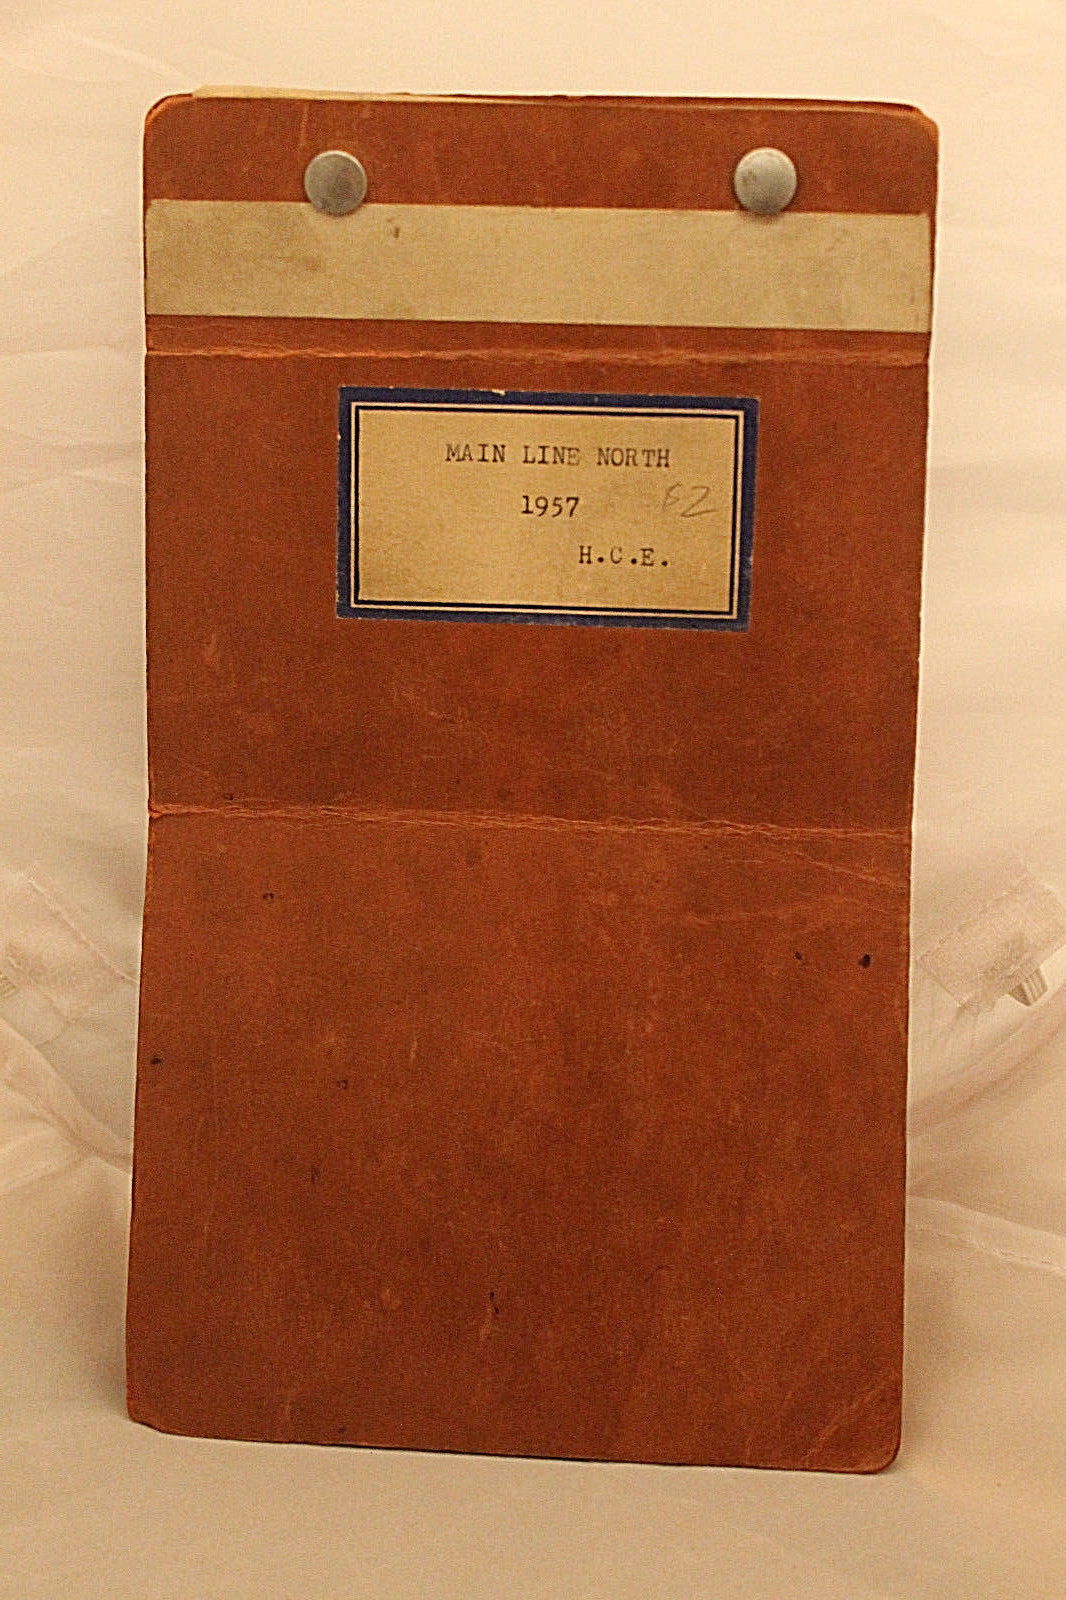 MAIN LINE NORTH
1957
H.C.E.